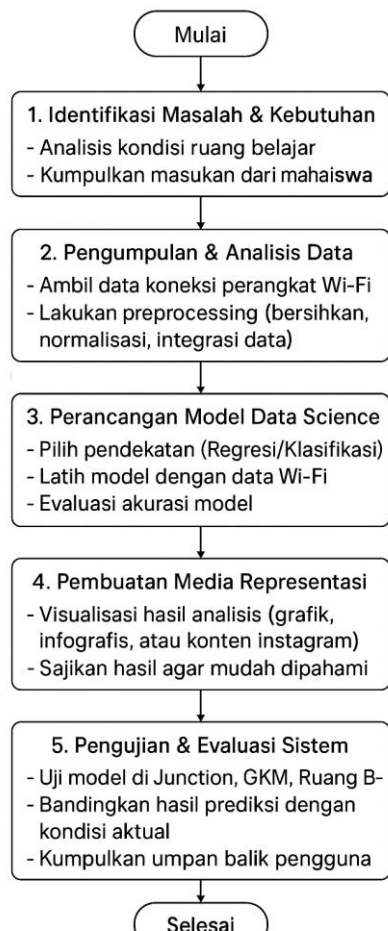 Mulai
1. Identifikasi Masalah & Kebutuhan
- Analisis kondisi ruang belajar
- Kumpulkan masukan dari mahaiswa
2. Pengumpulan & Analisis Data
- Ambil data koneksi perangkat Wi-Fi
- Lakukan preprocessing (bersihkan,
normalisasi, integrasi data)
3. Perancangan Model Data Science
- Pilih pendekatan (Regresi/Klasifikasi)
- Latih model dengan data Wi-Fi
- Evaluasi akurasi model
4. Pembuatan Media Representasi
- Visualisasi hasil analisis (grafik,
infografis, atau konten instagram)
- Sajikan hasil agar mudah dipahami
5. Pengujian & Evaluasi Sistem
- Uji model di Junction, GKM, Ruang B-
- Bandingkan hasil prediksi dengan
kondisi aktual
- Kumpulkan umpan balik pengguna
Selesai